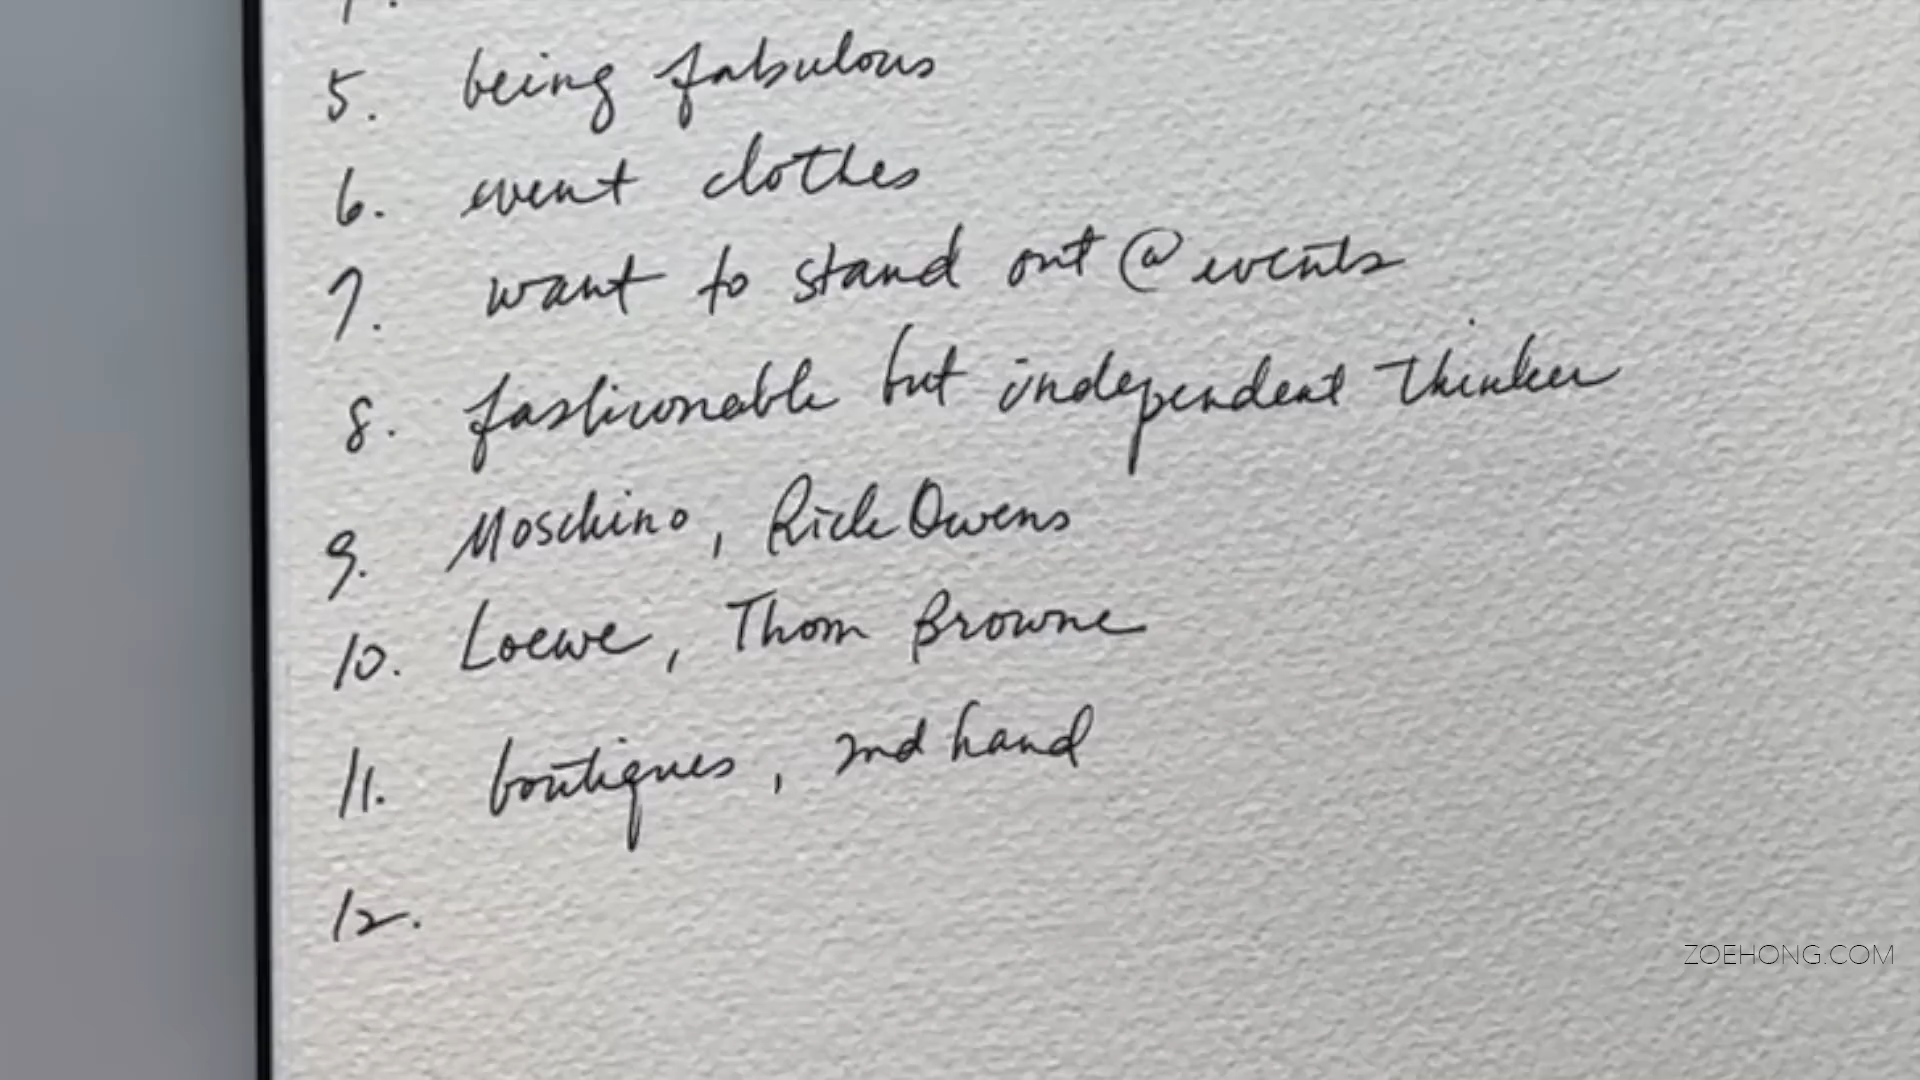 5. being fabulous
6. event clothes
7. want to stand out @ events
8. fashionable but independent thinker
9. Moschino, Rick Owens
10. Loewe, Thom Browne
11. boutiques, 2nd hand
12.
ZOEHONG.COM